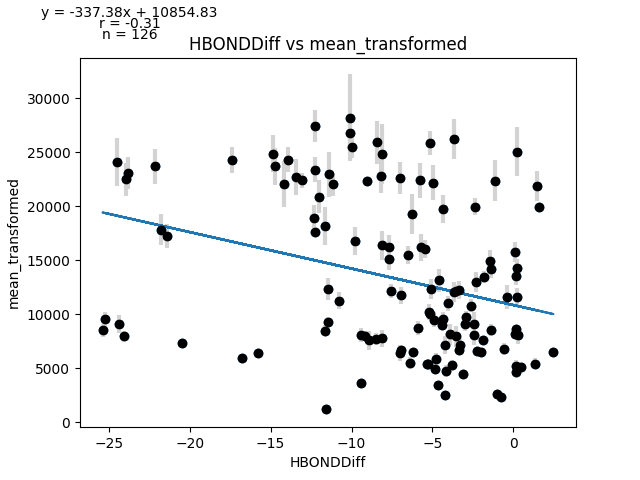 y = -337.38x + 10854.83
r = -0.31
n = 126
HBONDDiff vs mean_transformed
mean_transformed
30000
25000
20000
15000
10000
5000
0
−25
−20
−15
−10
−5
0
HBONDDiff